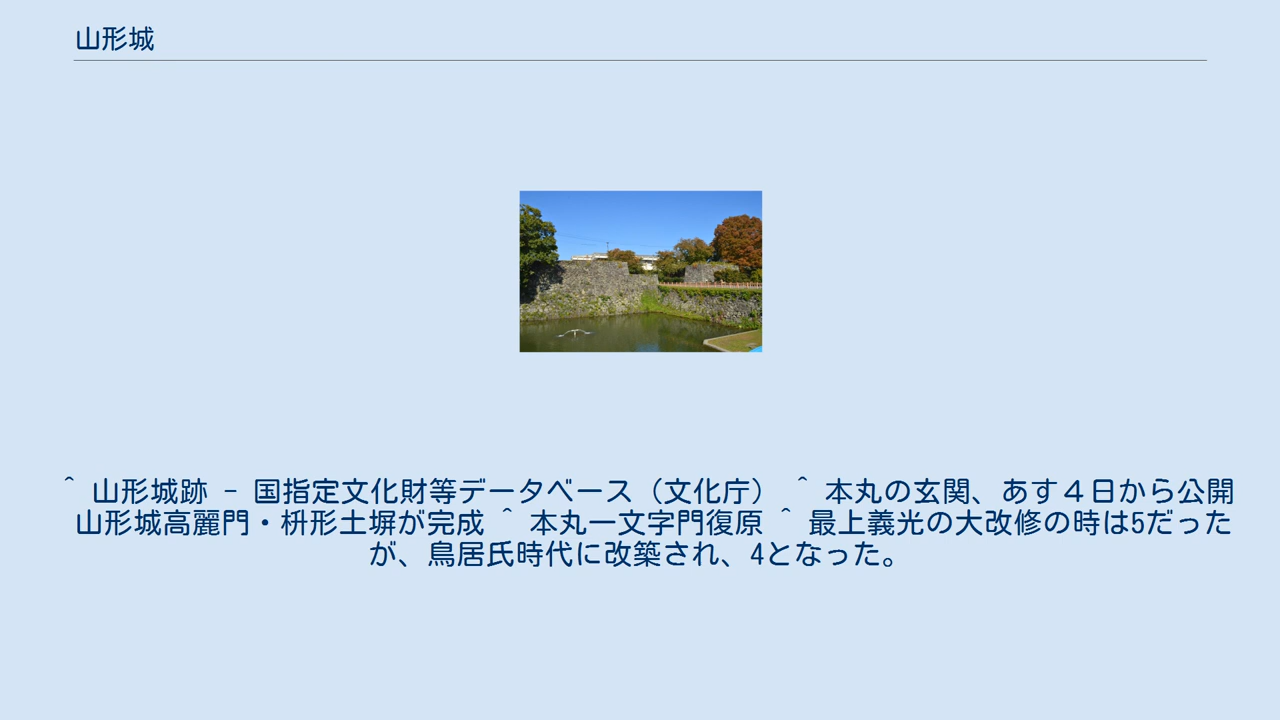 山形城
^ 山形城跡 - 国指定文化財等データベース（文化庁） ^ 本丸の玄関、あす４日から公開
山形城高麗門・枡形土塀が完成 ^ 本丸一文字門復原 ^ 最上義光の大改修の時は5だった
が、鳥居氏時代に改築され、4となった。